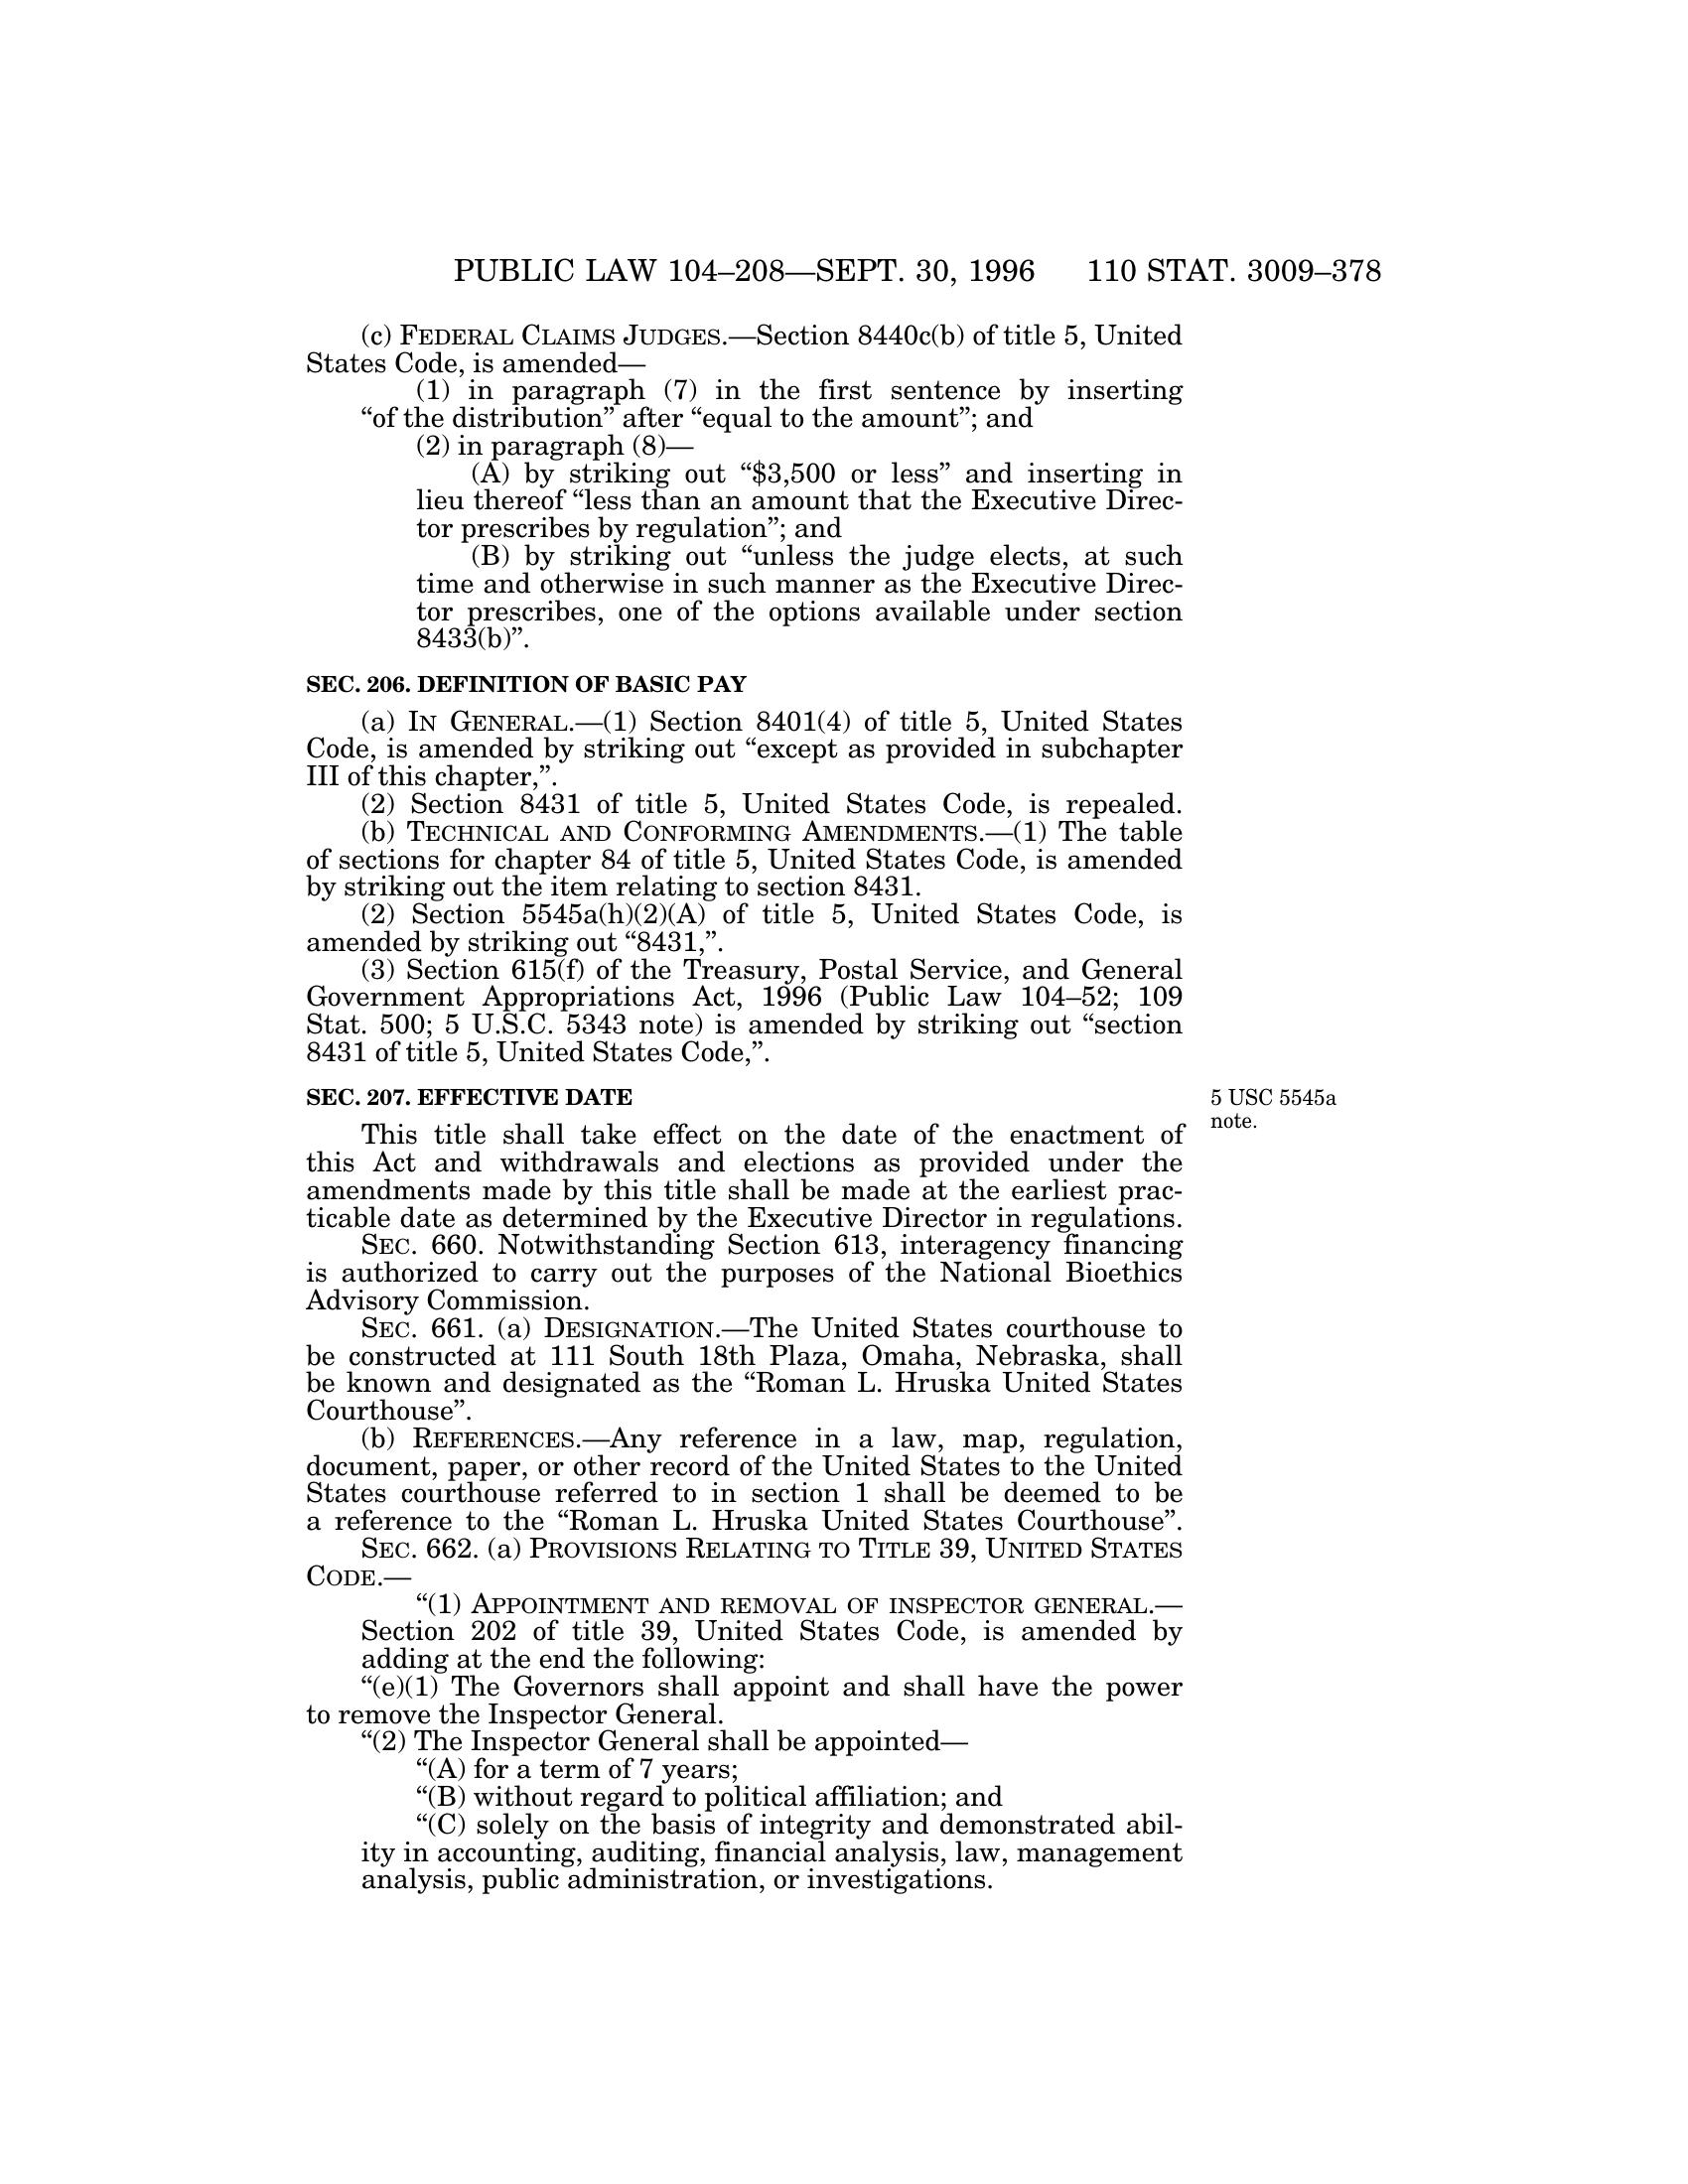 PUBLIC LAW 104–208—SEPT. 30, 1996 110 STAT. 3009–378
(c) FEDERAL CLAIMS JUDGES.—Section 8440c(b) of title 5, United
States Code, is amended—
(1) in paragraph (7) in the first sentence by inserting
“of the distribution” after “equal to the amount”; and
(2) in paragraph (8)—
(A) by striking out “$3,500 or less” and inserting in
lieu thereof “less than an amount that the Executive Direc-
tor prescribes by regulation”; and
(B) by striking out “unless the judge elects, at such
time and otherwise in such manner as the Executive Direc-
tor prescribes, one of the options available under section
8433(b)”.
SEC. 206. DEFINITION OF BASIC PAY
(a) IN GENERAL.—(1) Section 8401(4) of title 5, United States
Code, is amended by striking out “except as provided in subchapter
III of this chapter,”.
(2) Section 8431 of title 5, United States Code, is repealed.
(b) TECHNICAL AND CONFORMING AMENDMENTS.—(1) The table
of sections for chapter 84 of title 5, United States Code, is amended
by striking out the item relating to section 8431.
(2) Section 5545a(h)(2)(A) of title 5, United States Code, is
amended by striking out “8431,”.
(3) Section 615(f) of the Treasury, Postal Service, and General
Government Appropriations Act, 1996 (Public Law 104–52; 109
Stat. 500; 5 U.S.C. 5343 note) is amended by striking out “section
8431 of title 5, United States Code,”.
SEC. 207. EFFECTIVE DATE
5 USC 5545a
note.
This title shall take effect on the date of the enactment of
this Act and withdrawals and elections as provided under the
amendments made by this title shall be made at the earliest prac-
ticable date as determined by the Executive Director in regulations.
SEC. 660. Notwithstanding Section 613, interagency financing
is authorized to carry out the purposes of the National Bioethics
Advisory Commission.
SEC. 661. (a) DESIGNATION.—The United States courthouse to
be constructed at 111 South 18th Plaza, Omaha, Nebraska, shall
be known and designated as the “Roman L. Hruska United States
Courthouse”.
(b) REFERENCES.—Any reference in a law, map, regulation,
document, paper, or other record of the United States to the United
States courthouse referred to in section 1 shall be deemed to be
a reference to the “Roman L. Hruska United States Courthouse”.
SEC. 662. (a) PROVISIONS RELATING TO TITLE 39, UNITED STATES
CODE.—
“(1) APPOINTMENT AND REMOVAL OF INSPECTOR GENERAL.—
Section 202 of title 39, United States Code, is amended by
adding at the end the following:
“(e)(1) The Governors shall appoint and shall have the power
to remove the Inspector General.
“(2) The Inspector General shall be appointed—
“(A) for a term of 7 years;
“(B) without regard to political affiliation; and
“(C) solely on the basis of integrity and demonstrated abil-
ity in accounting, auditing, financial analysis, law, management
analysis, public administration, or investigations.